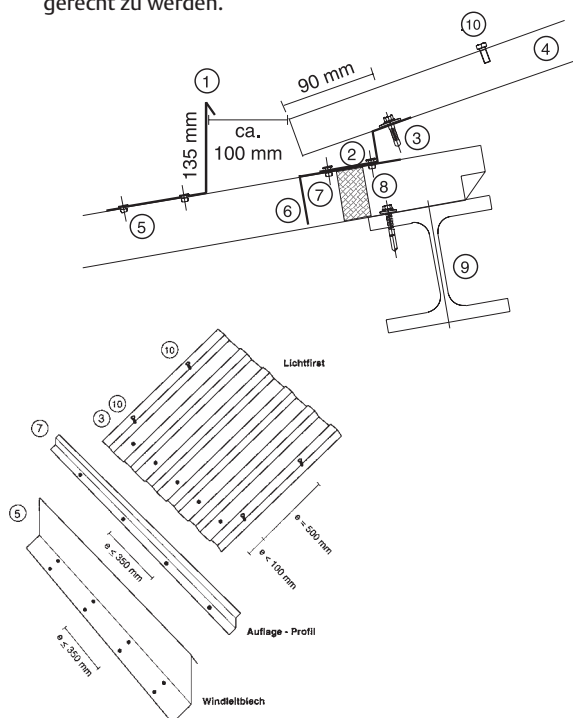 gerecht zu werden.
10
4
90 mm
1
3
135 mm
ca.
100 mm
2
7
8
5
6
9
10
Lichtfirst
3
10
7
e = 500 mm
e < 100 mm
5
e ≤ 350 mm
Auflage - Profil
e ≤ 350 mm
Windleitblech